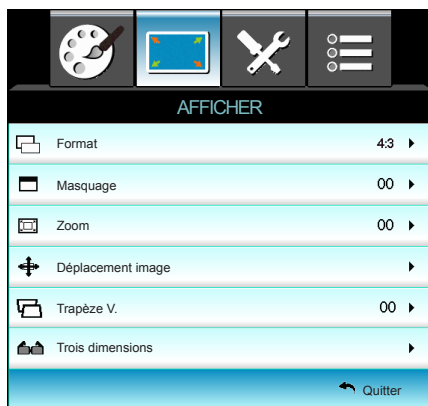 AFFICHER
Format 4:3
Masquage 00
Zoom 00
Déplacement image
Trapèze V. 00
Trois dimensions
Quitter